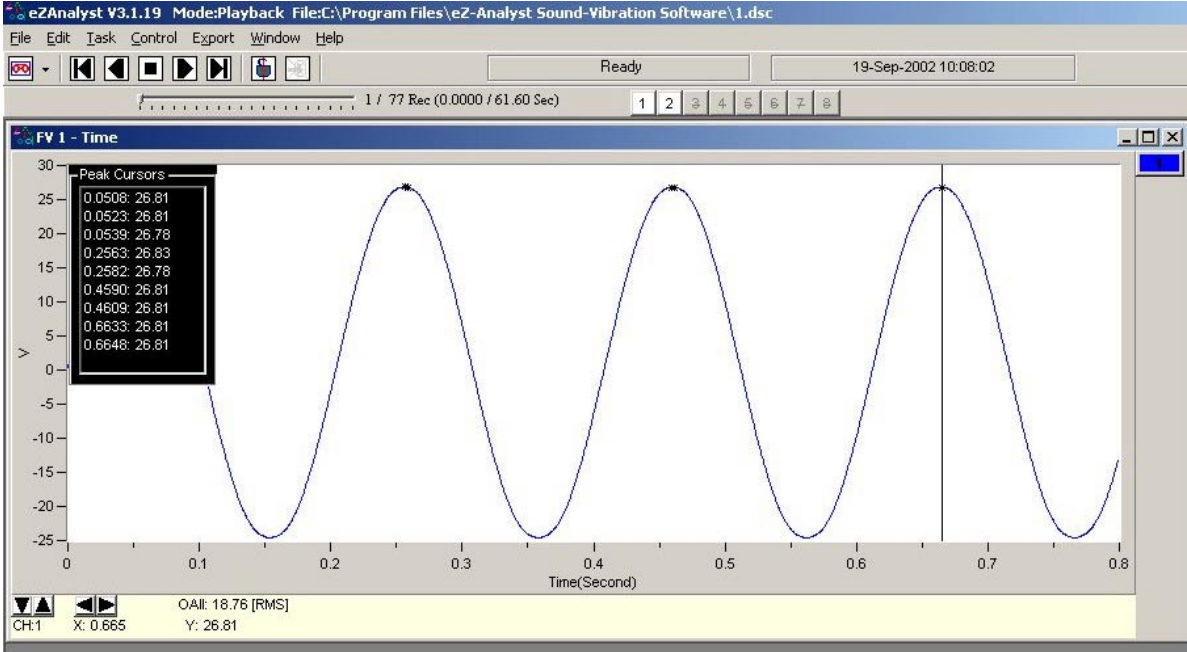 eZAnalyst V3.1.19 Mode:Playback File:C:\Program Files\eZ-Analyst Sound-Vibration Software\1.dsc
File Edit Task Control Export Window Help
Ready 19-Sep-2002 10:08:02
1 / 77 Rec (0.0000 / 61.60 Sec) 1 2 3 4 5 6 7 8
FV 1 - Time
Peak Cursors
0.0508: 26.81
0.0523: 26.81
0.0539: 26.78
0.2563: 26.83
0.2582: 26.78
0.4590: 26.81
0.4609: 26.81
0.6633: 26.81
0.6648: 26.81
30
25
20
15
10
5
0
-5
-10
-15
-20
-25
V
0 0.1 0.2 0.3 0.4 0.5 0.6 0.7 0.8
Time(Second)
1
OAll: 18.76 [RMS]
CH:1 X: 0.665 Y: 26.81